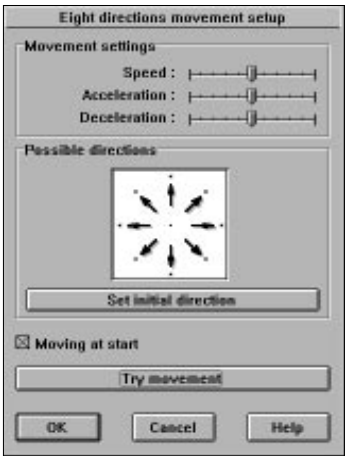 Eight directions movement setup
Movement settings
Speed :
Acceleration :
Deceleration :
Possible directions
Set initial direction
Moving at start
Try movement
OK Cancel Help